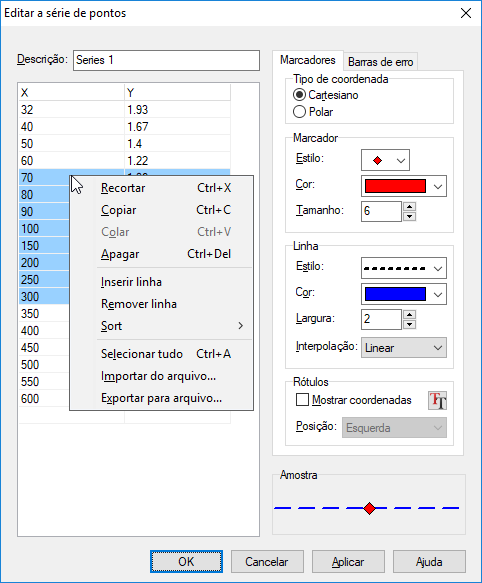 Editar a série de pontos
Descrição: Series 1
X Y
32 1.93
40 1.67
50 1.4
60 1.22
70
80
90
100
150
200
250
300
350
400
450
500
550
600
Recortar Ctrl+X
Copiar Ctrl+C
Colar Ctrl+V
Apagar Ctrl+Del
Inserir linha
Remover linha
Sort
Selecionar tudo Ctrl+A
Importar do arquivo...
Exportar para arquivo...
Marcadores Barras de erro
Tipo de coordenada
Cartesiano
Polar
Marcador
Estilo:
Cor:
Tamanho: 6
Linha
Estilo:
Cor:
Largura: 2
Interpolação: Linear
Rótulos
Mostrar coordenadas TT
Posição: Esquerda
Amostra
OK Cancelar Aplicar Ajuda